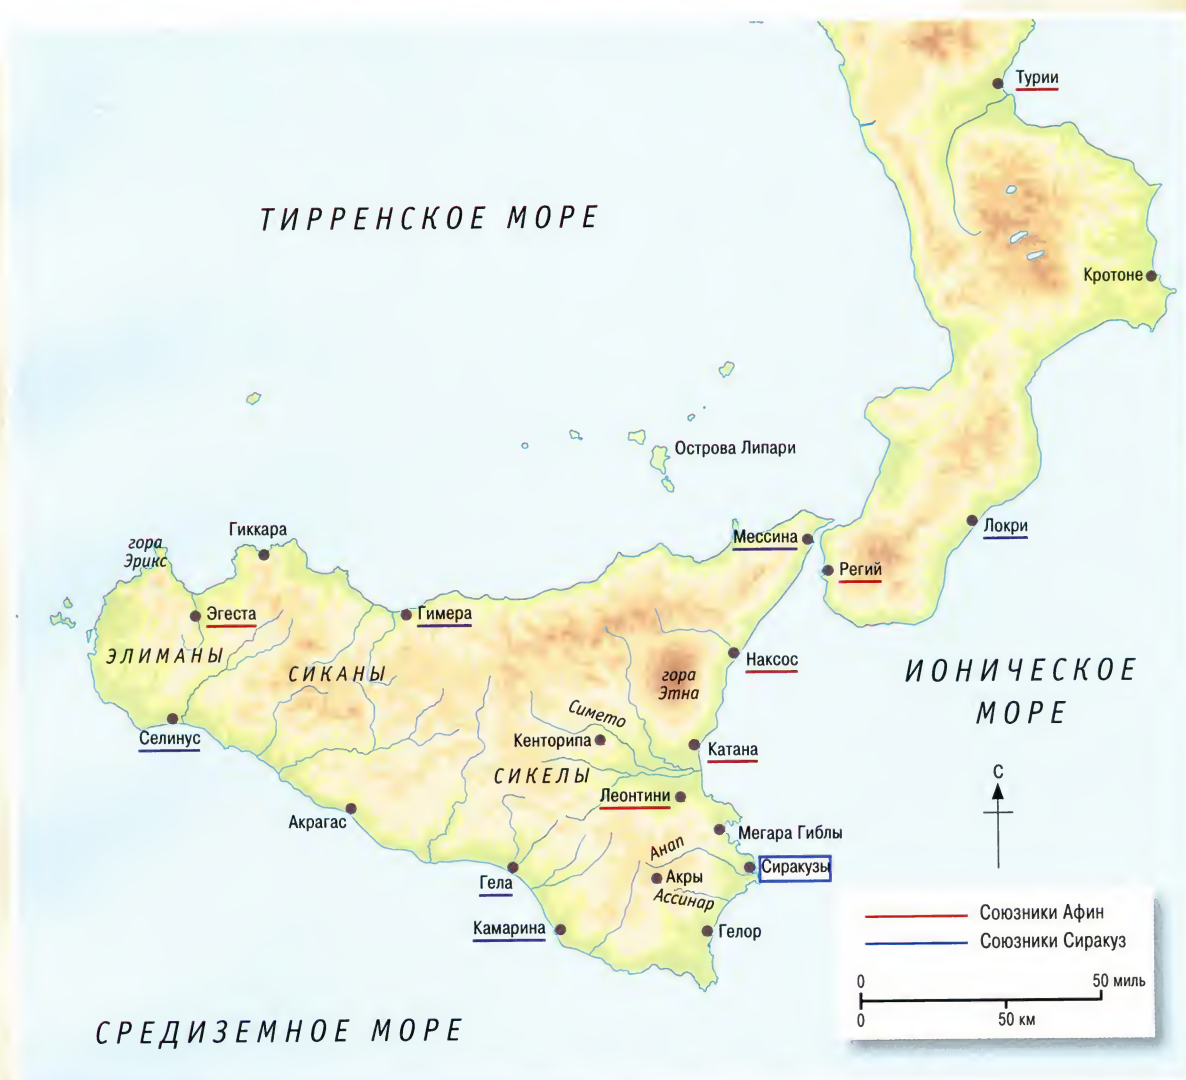 Турии
ТИРРЕНСКОЕ МОРЕ
Кротоне
Острова Липари
Гиккара
гора
Эрикс
Мессина
Локри
Регий
Эгеста
Гимера
ЭЛИМАНЫ
СИКАНЫ
Наксос
гора
Этна
ИОНИЧЕСКОЕ
МОРЕ
Симето
Селинус
Кенторипа
Катана
СИКЕЛЫ
С
Леонтини
Акрагас
Мегара Гиблы
Анап
Сиракузы
Гела
Акры
Ассинар
Камарина
Гелор
Союзники Афин
Союзники Сиракуз
0
50 миль
0
50 км
СРЕДИЗЕМНОЕ МОРЕ